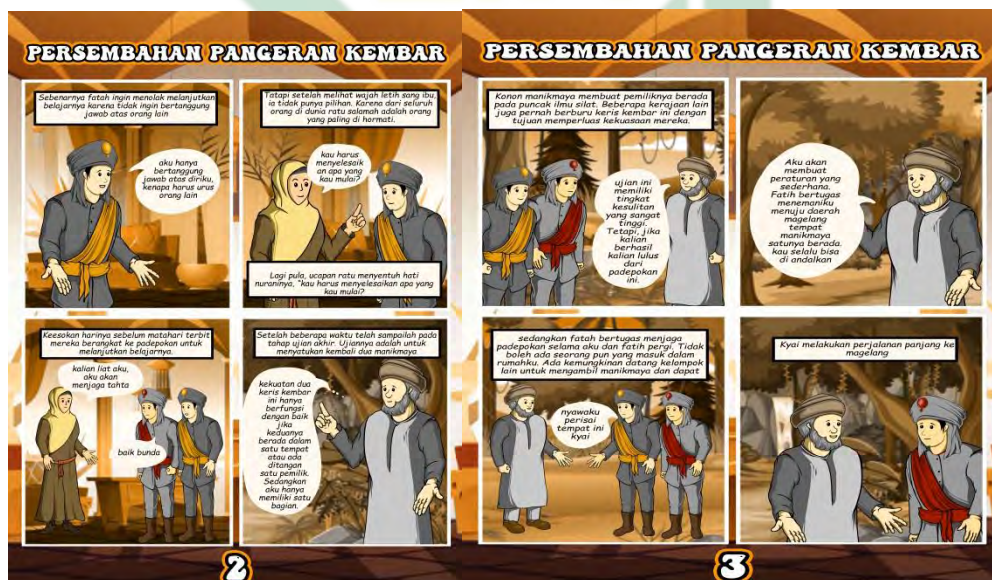 PERSEMBAHAN PANGERAN KEMBAR
Sebenarnya fatah ingin menolak melanjutkan
belajarnya karena tidak ingin bertanggung
jawab atas orang lain
aku hanya
bertanggung
jawab atas diriku,
kenapa harus urus
orang lain
Tatapi setelah melihat wajah letih sang ibu,
ia tidak punya pilihan. Karena dari seluruh
orang di dunia ratu salamah adalah orang
yang paling di hormati.
kau harus
menyelesaik
an apa yang
kau mulai?
Lagi pula, ucapan ratu menyentuh hati
nuraninya, "kau harus menyelesaikan apa yang
kau mulai?
Keesokan harinya sebelum matahari terbit
mereka berangkat ke padepokan untuk
melanjutkan belajarnya.
kalian liat aku,
aku akan
menjaga tahta
baik bunda
Setelah beberapa waktu telah sampailah pada
tahap ujian akhir. Ujiannya adalah untuk
menyatukan kembali dua manikmaya
kekuatan dua
keris kembar
ini hanya
berfungsi
dengan baik
jika
keduanya
berada dalam
satu tempat
atau ada
ditangan
satu pemilik.
Sedangkan
aku hanya
memiliki satu
bagian.
2
PERSEMBAHAN PANGERAN KEMBAR
Konon manikmaya membuat pemiliknya berada
pada puncak ilmu silat. Beberapa kerajaan lain
juga pernah berburu keris kembar ini dengan
tujuan memperluas kekuasaan mereka.
ujian ini
memiliki
tingkat
kesulitan
yang sangat
tinggi.
Tetapi, jika
kalian
berhasil
kalian lulus
dari
padepokan
ini.
Aku akan
membuat
peraturan yang
sederhana.
Fatih bertugas
menemaniku
menuju daerah
magelang
tempat
manikmaya
satunya berada.
kau selalu bisa
di andalkan
sedangkan fatah bertugas menjaga
padepokan selama aku dan fatih pergi. Tidak
boleh ada seorang pun yang masuk dalam
rumahku. Ada kemungkinan datang kelompok
lain untuk mengambil manikmaya dan dapat
nyawaku
perisai
tempat ini
kyai
Kyai melakukan perjalanan panjang ke
magelang
3